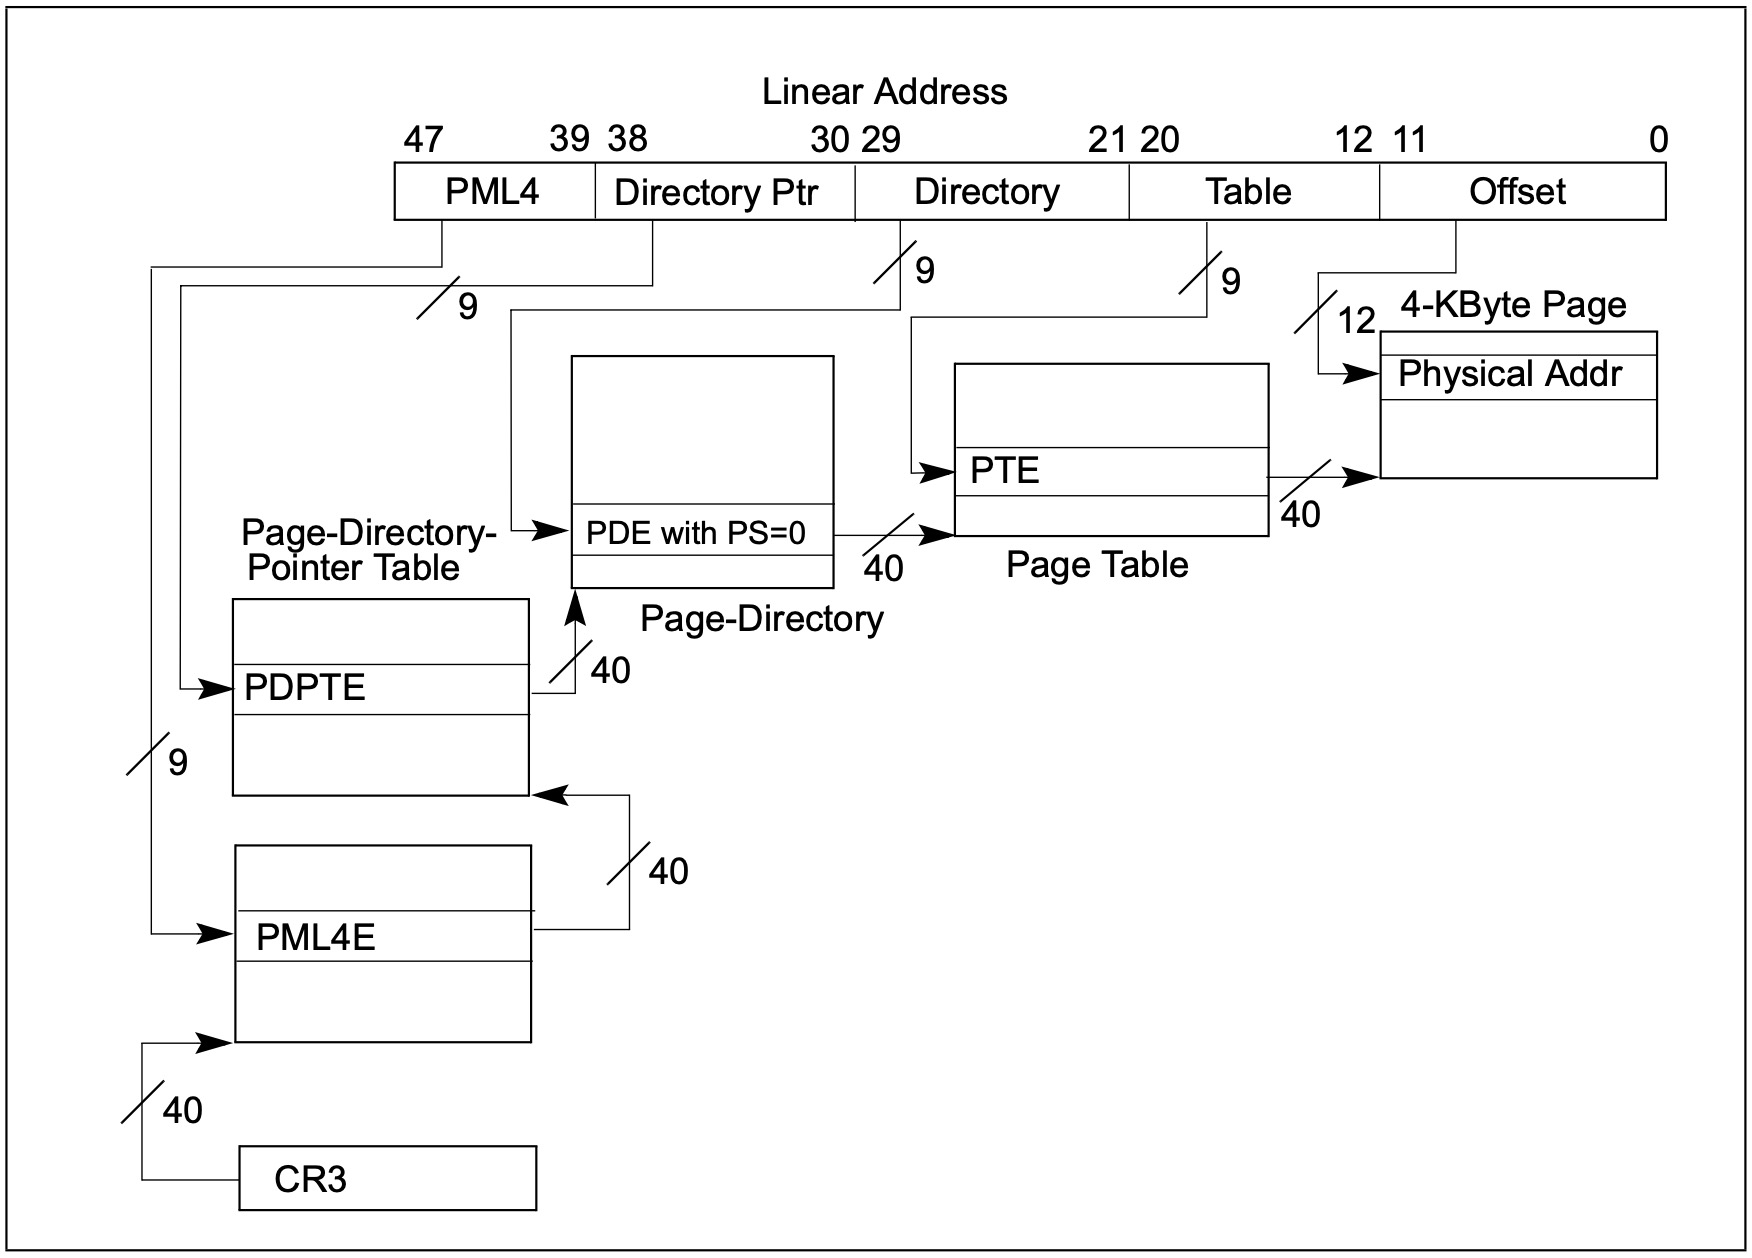 Linear Address
47 39 38 30 29 21 20 12 11 0
PML4 Directory Ptr Directory Table Offset
9 9 9
12
4-KByte Page
Physical Addr
PTE
40
PDE with PS=0
40
Page Table
Page-Directory-
Pointer Table
Page-Directory
40
PDPTE
9
40
PML4E
40
CR3